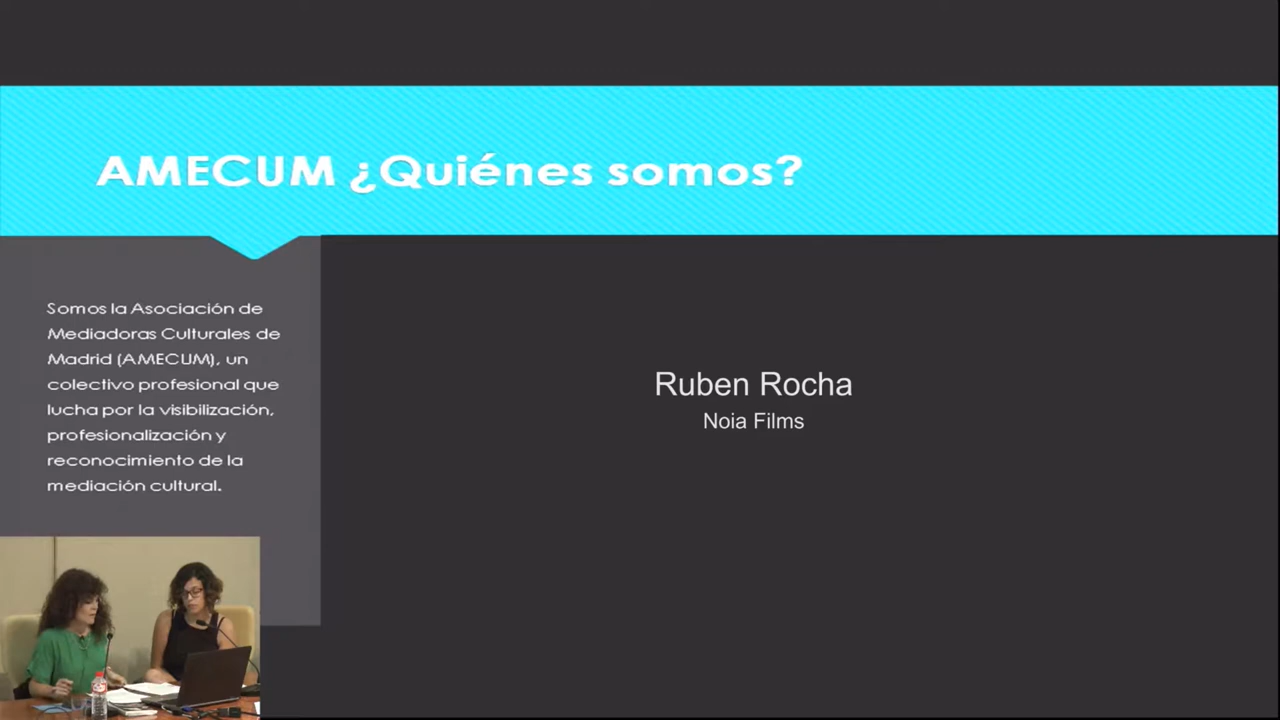 AMECUM ¿Quiénes somos?
Somos la Asociación de
Mediadoras Culturales de
Madrid (AMECUM), un
colectivo profesional que
lucha por la visibilización,
profesionalización y
reconocimiento de la
mediación cultural.
Ruben Rocha
Noia Films